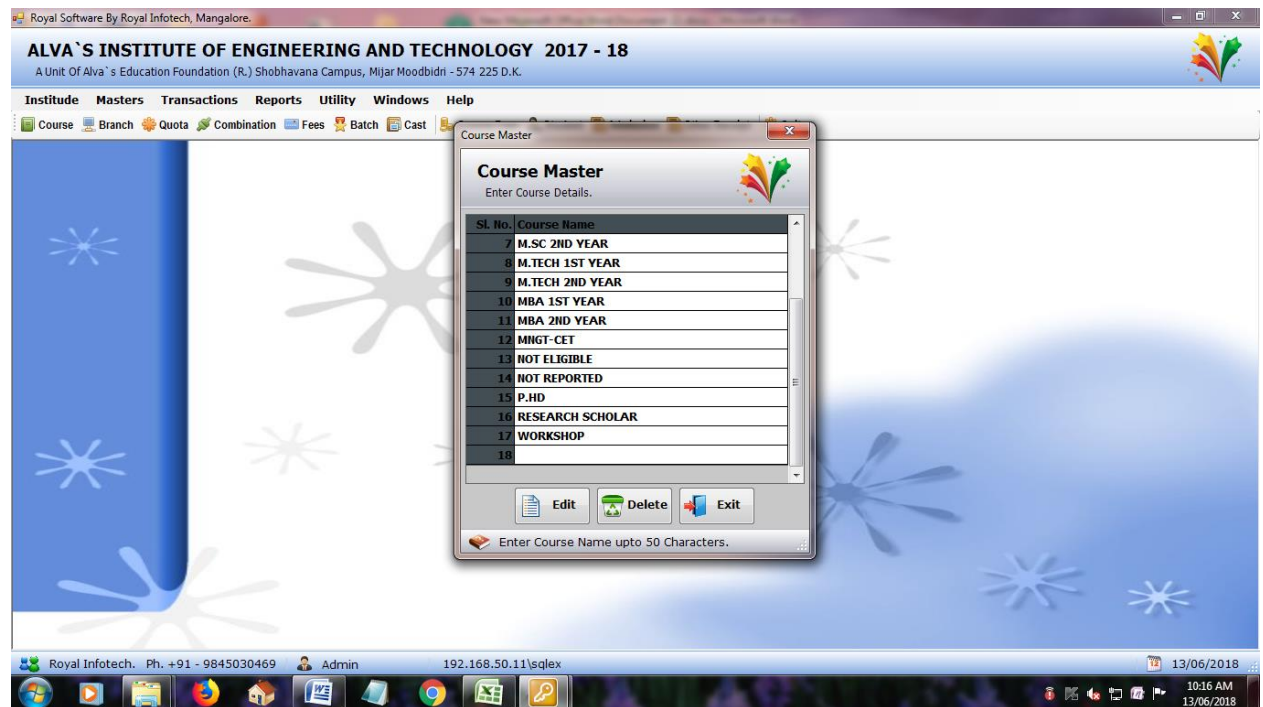 Royal Software By Royal Infotech, Mangalore.
ALVA`S INSTITUTE OF ENGINEERING AND TECHNOLOGY 2017 - 18
A Unit Of Alva`s Education Foundation (R.) Shobhavana Campus, Mijar Moodbidri - 574 225 D.K.
Institude Masters Transactions Reports Utility Windows Help
Course Branch Quota Combination Fees Batch Cast
Course Master
Course Master
Enter Course Details.
Sl. No. Course Name
7 M.SC 2ND YEAR
8 M.TECH 1ST YEAR
9 M.TECH 2ND YEAR
10 MBA 1ST YEAR
11 MBA 2ND YEAR
12 MNGT-CET
13 NOT ELIGIBLE
14 NOT REPORTED
15 P.HD
16 RESEARCH SCHOLAR
17 WORKSHOP
18
Edit Delete Exit
Enter Course Name upto 50 Characters.
Royal Infotech. Ph. +91 - 9845030469 Admin 192.168.50.11\sqlex 13/06/2018
10:16 AM
13/06/2018